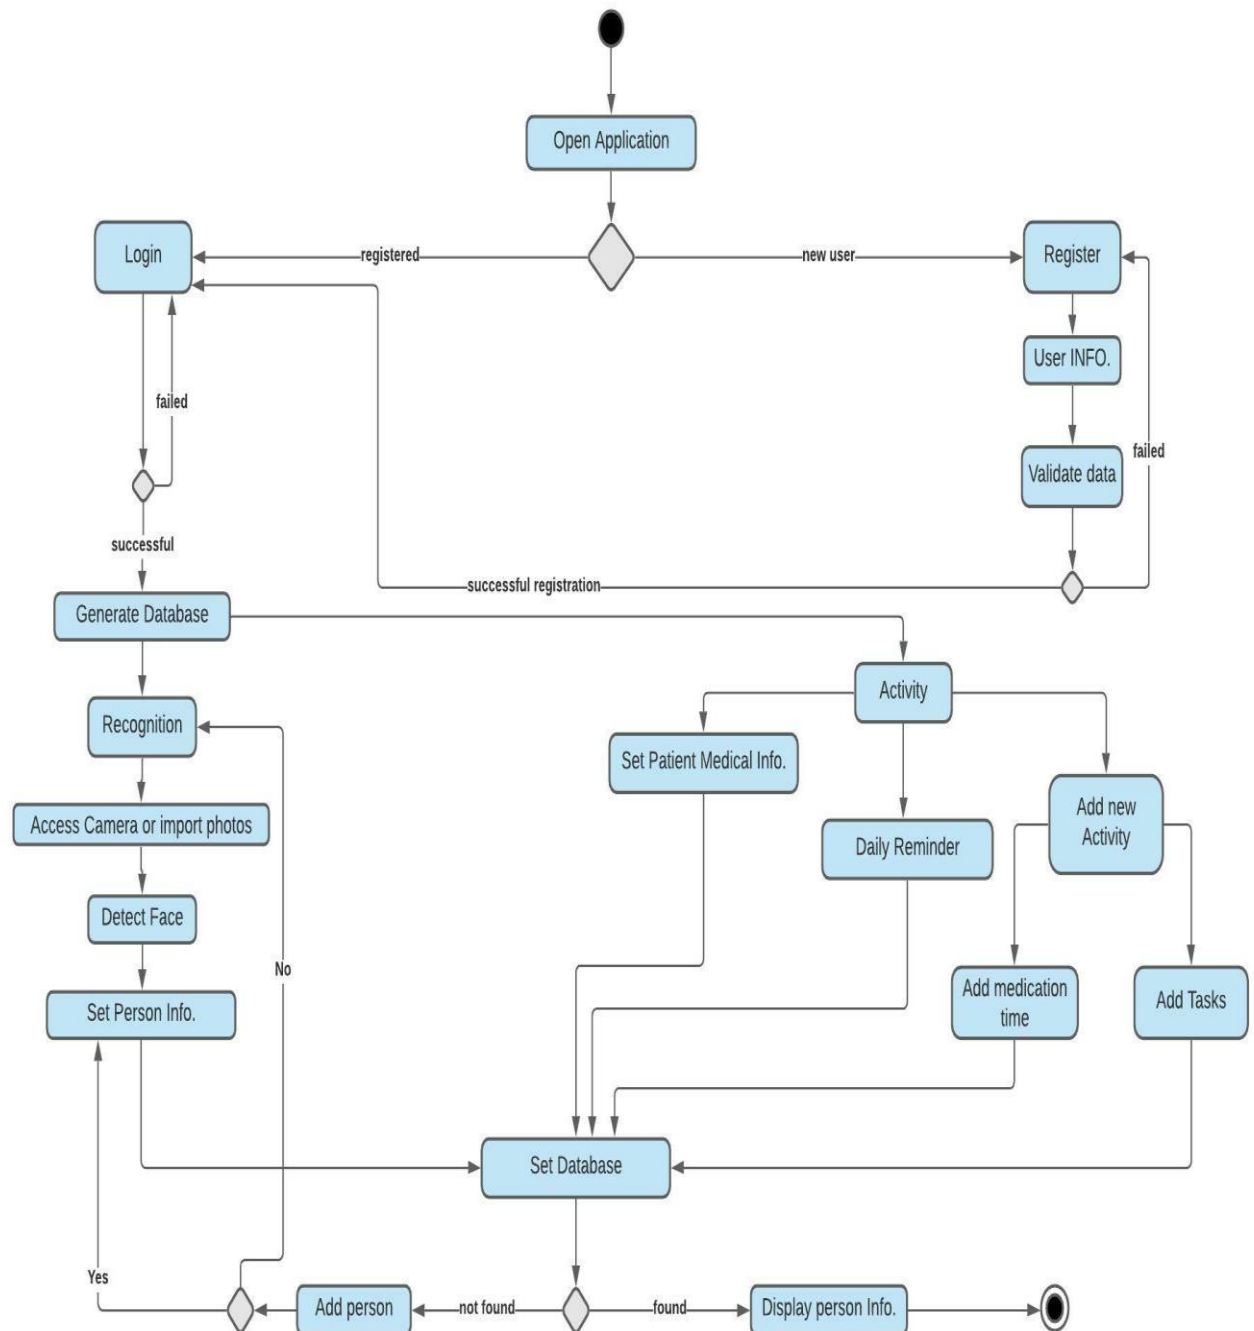 Open Application
Login
registered
new user
Register
User INFO.
failed
failed
Validate data
successful
successful registration
Generate Database
Activity
Recognition
Set Patient Medical Info.
Add new
Activity
Access Camera or import photos
Daily Reminder
Detect Face
No
Set Person Info.
Add medication
time
Add Tasks
Set Database
Yes
Add person
not found
found
Display person Info.